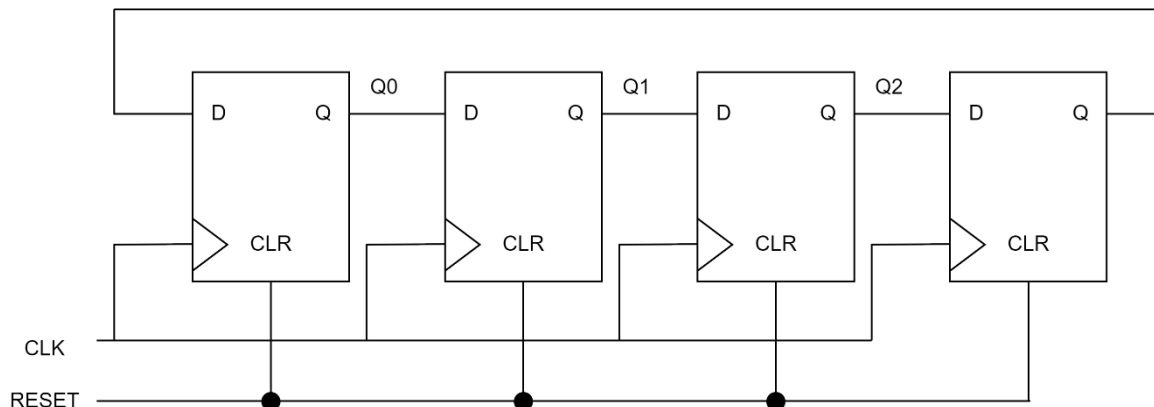 Q0 Q1 Q2
D Q D Q D Q D Q
CLR CLR CLR CLR
CLK
RESET